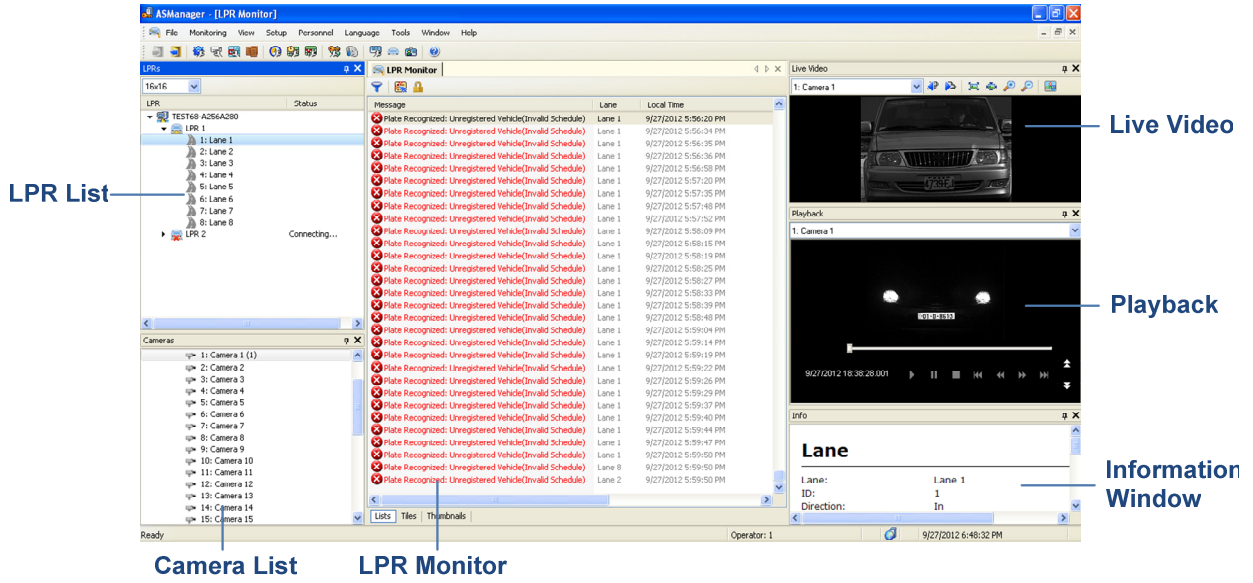 ASManager - [LPR Monitor]
File Monitoring View Setup Personnel Language Tools Window Help
LPRs
16x16
LPR Status
TEST68-A256A280
LPR 1
1: Lane 1
2: Lane 2
3: Lane 3
4: Lane 4
5: Lane 5
6: Lane 6
7: Lane 7
8: Lane 8
LPR 2 Connecting...
LPR List
Cameras
1: Camera 1 (1)
2: Camera 2
3: Camera 3
4: Camera 4
5: Camera 5
6: Camera 6
7: Camera 7
8: Camera 8
9: Camera 9
10: Camera 10
11: Camera 11
12: Camera 12
13: Camera 13
14: Camera 14
15: Camera 15
LPR Monitor
Message Lane Local Time
Plate Recognized: Unregistered Vehicle(Invalid Schedule) Lane 1 9/27/2012 5:56:20 PM
Plate Recognized: Unregistered Vehicle(Invalid Schedule) Lane 1 9/27/2012 5:56:34 PM
Plate Recognized: Unregistered Vehicle(Invalid Schedule) Lane 1 9/27/2012 5:56:35 PM
Plate Recognized: Unregistered Vehicle(Invalid Schedule) Lane 1 9/27/2012 5:56:36 PM
Plate Recognized: Unregistered Vehicle(Invalid Schedule) Lane 1 9/27/2012 5:56:58 PM
Plate Recognized: Unregistered Vehicle(Invalid Schedule) Lane 1 9/27/2012 5:57:20 PM
Plate Recognized: Unregistered Vehicle(Invalid Schedule) Lane 1 9/27/2012 5:57:35 PM
Plate Recognized: Unregistered Vehicle(Invalid Schedule) Lane 1 9/27/2012 5:57:48 PM
Plate Recognized: Unregistered Vehicle(Invalid Schedule) Lane 1 9/27/2012 5:57:52 PM
Plate Recognized: Unregistered Vehicle(Invalid Schedule) Lane 1 9/27/2012 5:58:09 PM
Plate Recognized: Unregistered Vehicle(Invalid Schedule) Lane 1 9/27/2012 5:58:15 PM
Plate Recognized: Unregistered Vehicle(Invalid Schedule) Lane 1 9/27/2012 5:58:19 PM
Plate Recognized: Unregistered Vehicle(Invalid Schedule) Lane 1 9/27/2012 5:58:25 PM
Plate Recognized: Unregistered Vehicle(Invalid Schedule) Lane 1 9/27/2012 5:58:27 PM
Plate Recognized: Unregistered Vehicle(Invalid Schedule) Lane 1 9/27/2012 5:58:33 PM
Plate Recognized: Unregistered Vehicle(Invalid Schedule) Lane 1 9/27/2012 5:58:39 PM
Plate Recognized: Unregistered Vehicle(Invalid Schedule) Lane 1 9/27/2012 5:58:48 PM
Plate Recognized: Unregistered Vehicle(Invalid Schedule) Lane 1 9/27/2012 5:59:04 PM
Plate Recognized: Unregistered Vehicle(Invalid Schedule) Lane 1 9/27/2012 5:59:14 PM
Plate Recognized: Unregistered Vehicle(Invalid Schedule) Lane 1 9/27/2012 5:59:19 PM
Plate Recognized: Unregistered Vehicle(Invalid Schedule) Lane 1 9/27/2012 5:59:22 PM
Plate Recognized: Unregistered Vehicle(Invalid Schedule) Lane 1 9/27/2012 5:59:26 PM
Plate Recognized: Unregistered Vehicle(Invalid Schedule) Lane 1 9/27/2012 5:59:29 PM
Plate Recognized: Unregistered Vehicle(Invalid Schedule) Lane 1 9/27/2012 5:59:37 PM
Plate Recognized: Unregistered Vehicle(Invalid Schedule) Lane 1 9/27/2012 5:59:40 PM
Plate Recognized: Unregistered Vehicle(Invalid Schedule) Lane 1 9/27/2012 5:59:44 PM
Plate Recognized: Unregistered Vehicle(Invalid Schedule) Lane 1 9/27/2012 5:59:47 PM
Plate Recognized: Unregistered Vehicle(Invalid Schedule) Lane 1 9/27/2012 5:59:50 PM
Plate Recognized: Unregistered Vehicle(Invalid Schedule) Lane 8 9/27/2012 5:59:50 PM
Plate Recognized: Unregistered Vehicle(Invalid Schedule) Lane 2 9/27/2012 5:59:50 PM
Lists Tiles Thumbnails
Live Video
1: Camera 1
Live Video
Playback
1. Camera 1
9/27/2012 18:38:28.001
Playback
Info
Lane
Lane: Lane 1
ID: 1
Direction: In
Information
Window
Ready Operator: 1 9/27/2012 6:48:32 PM
Camera List
LPR Monitor